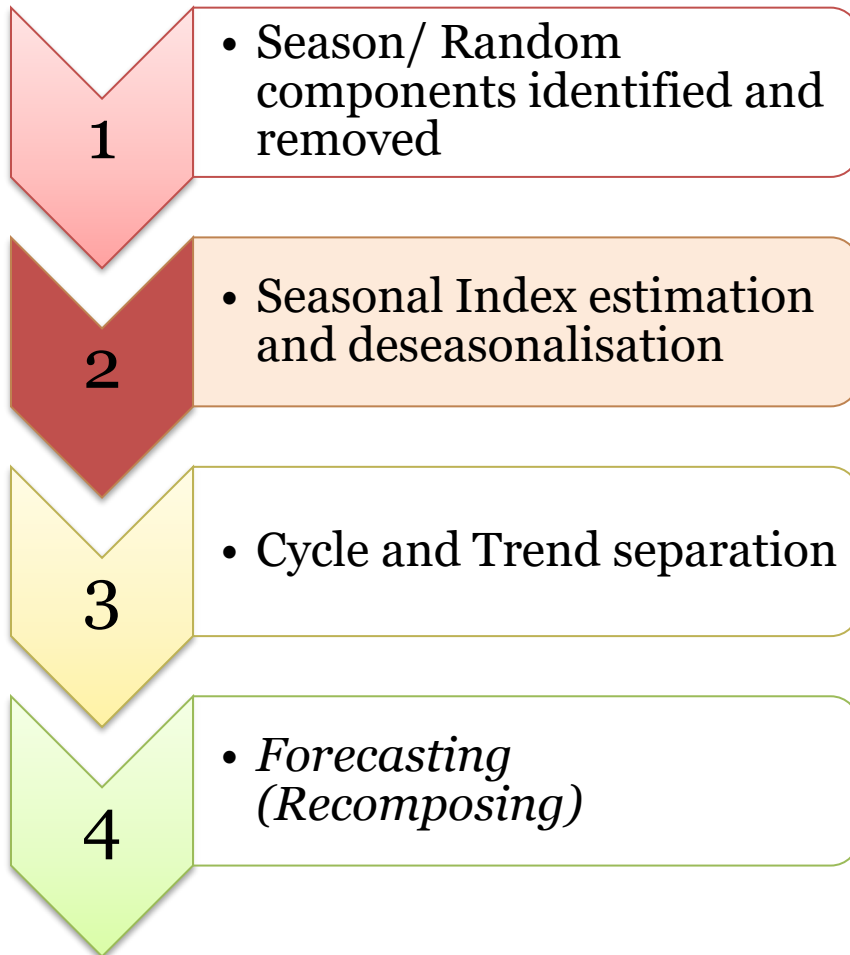 1
• Season/ Random
components identified and
removed
2
• Seasonal Index estimation
and deseasonalisation
3
• Cycle and Trend separation
4
• Forecasting
(Recomposing)